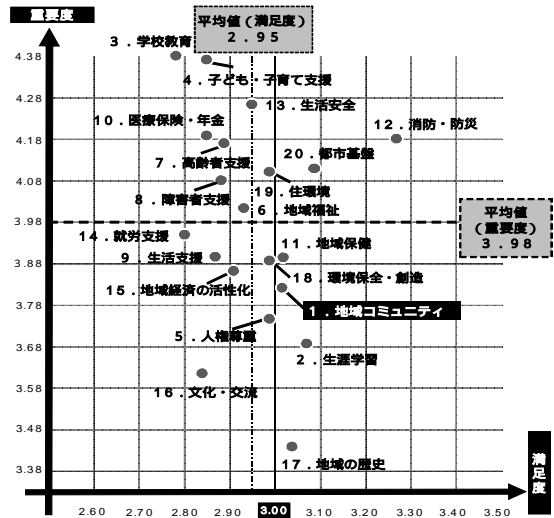 重要度
平均値（満足度）
２.９５
３．学校教育
4.38
４．子ども・子育て支援
4.28
１３．生活安全
１０．医療保険・年金
１２．消防・防災
4.18
２０．都市基盤
７．高齢者支援
4.08
８．障害者支援
１９．住環境
６．地域福祉
3.98
平均値
（重要度）
３.９８
１４．就労支援
１１．地域保健
９．生活支援
3.88
１８．環境保全・創造
１５．地域経済の活性化
3.78
１．地域コミュニティ
５．人権尊重
3.68
２．生涯学習
3.58
１６．文化・交流
3.48
１７．地域の歴史
3.38
満足度
2.60 2.70 2.80 2.90 3.00 3.10 3.20 3.30 3.40 3.50